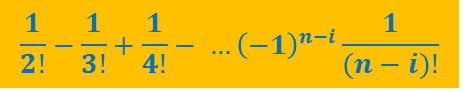 1/2! − 1/3! + 1/4! − … (−1)^{n−i} 1/(n−i)!